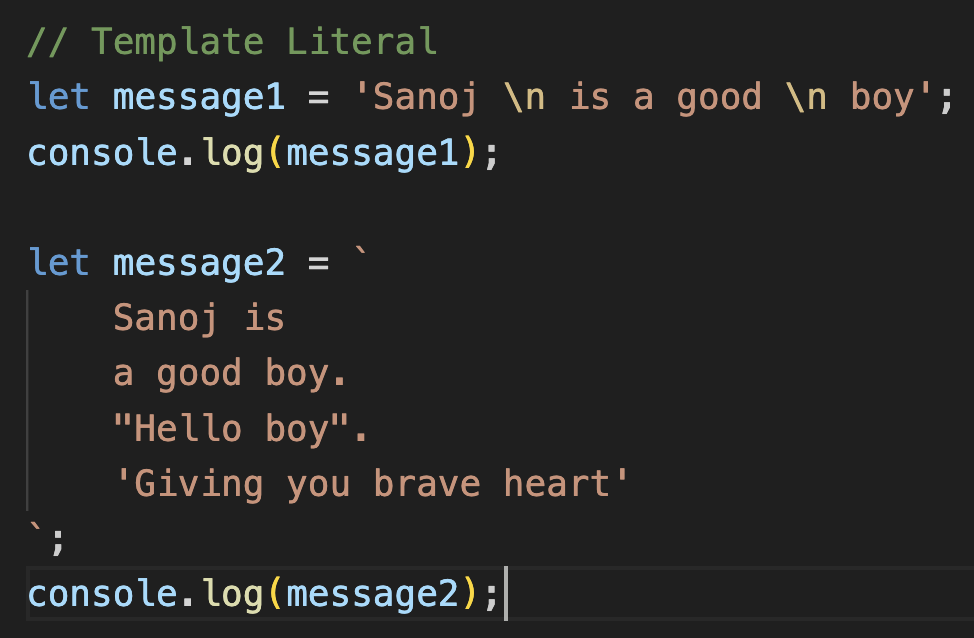 // Template Literal
let message1 = 'Sanoj \n is a good \n boy';
console.log(message1);

let message2 = `
    Sanoj is
    a good boy.
    "Hello boy".
    'Giving you brave heart'
`;
console.log(message2);